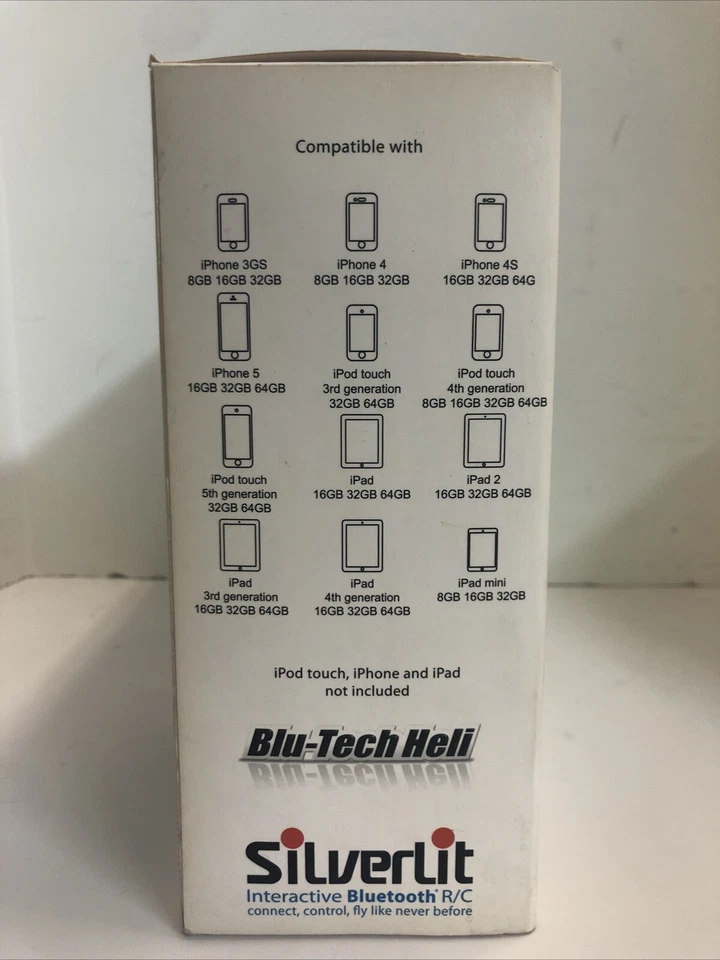 Compatible with
iPhone 3GS
8GB 16GB 32GB
iPhone 4
8GB 16GB 32GB
iPhone 4S
16GB 32GB 64G
iPhone 5
16GB 32GB 64GB
iPod touch
3rd generation
32GB 64GB
iPod touch
4th generation
8GB 16GB 32GB 64GB
iPod touch
5th generation
32GB 64GB
iPad
16GB 32GB 64GB
iPad 2
16GB 32GB 64GB
iPad
3rd generation
16GB 32GB 64GB
iPad
4th generation
16GB 32GB 64GB
iPad mini
8GB 16GB 32GB
iPod touch, iPhone and iPad
not included
Blu-Tech Heli
Silverlit
Interactive Bluetooth® R/C
connect, control, fly like never before